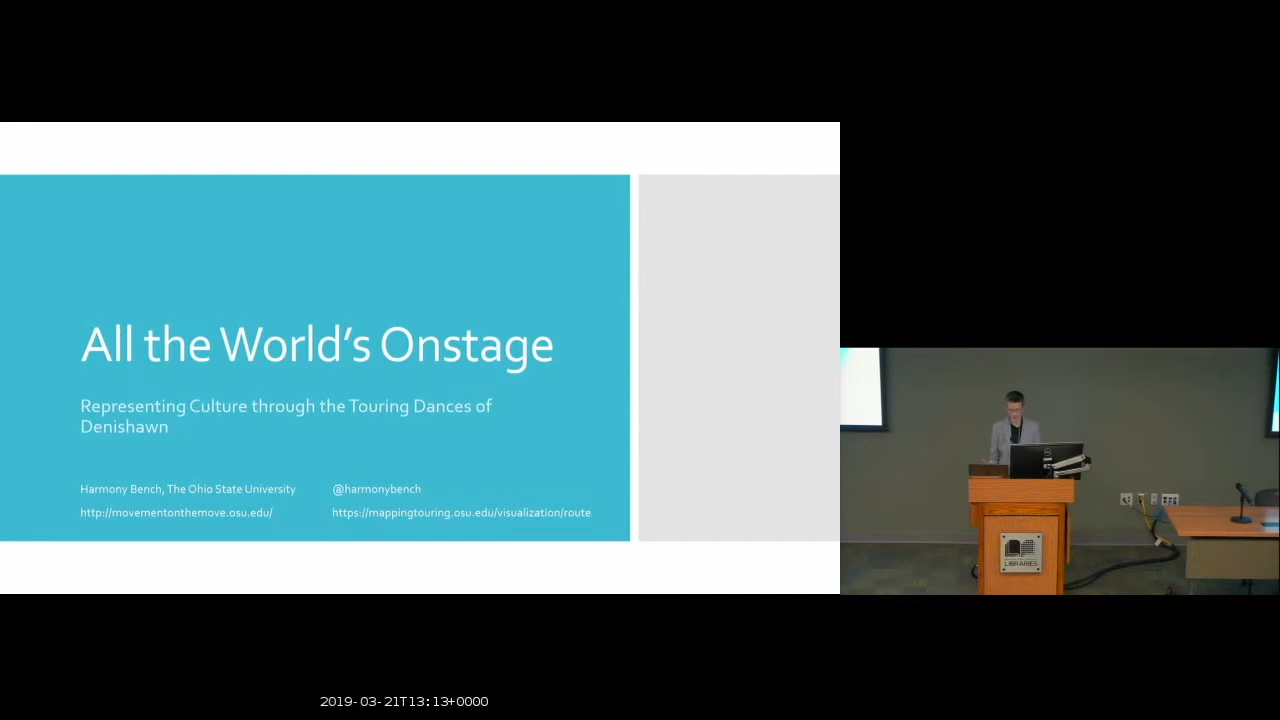 All the World's Onstage
Representing Culture through the Touring Dances of
Denishawn
Harmony Bench, The Ohio State University
@harmonybench
http://movementonthemove.osu.edu/
https://mappingtouring.osu.edu/visualization/route
LIBRARIES
2019-03-21T13:13+0000